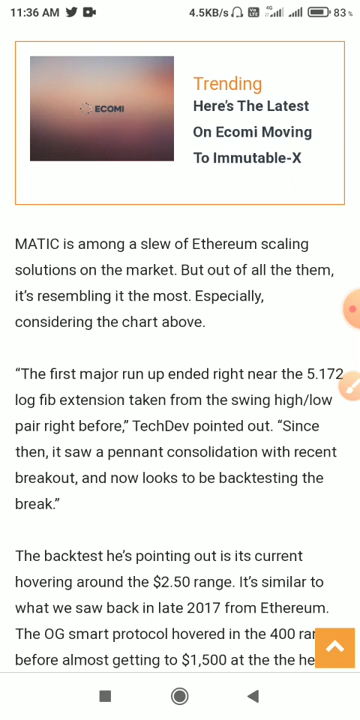 11:36 AM 4.5KB/s 4G 83%
ECOMI
Trending
Here's The Latest
On Ecomi Moving
To Immutable-X
MATIC is among a slew of Ethereum scaling
solutions on the market. But out of all the them,
it's resembling it the most. Especially,
considering the chart above.
“The first major run up ended right near the 5.172
log fib extension taken from the swing high/low
pair right before,” TechDev pointed out. “Since
then, it saw a pennant consolidation with recent
breakout, and now looks to be backtesting the
break.”
The backtest he's pointing out is its current
hovering around the $2.50 range. It's similar to
what we saw back in late 2017 from Ethereum.
The OG smart protocol hovered in the 400
before almost getting to $1,500 at the the